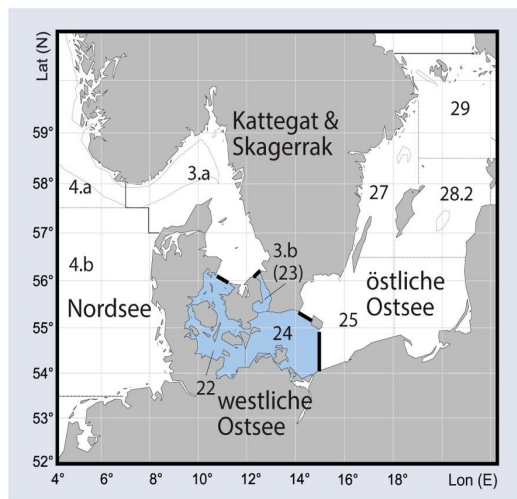 Lat (N)
59°
58°
57°
56°
55°
54°
53°
52°
4°
6°
8°
10°
12°
14°
16°
18°
Lon (E)
Kattegat &
Skagerrak
29
4.a
3.a
27
28.2
4.b
3.b
(23)
Nordsee
östliche
Ostsee
24
25
22
westliche
Ostsee